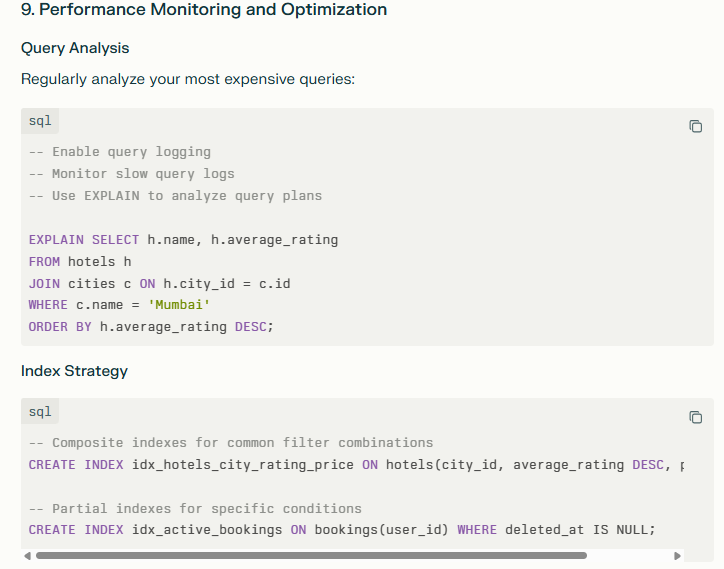 9. Performance Monitoring and Optimization
Query Analysis
Regularly analyze your most expensive queries:
sql
-- Enable query logging
-- Monitor slow query logs
-- Use EXPLAIN to analyze query plans
EXPLAIN SELECT h.name, h.average_rating
FROM hotels h
JOIN cities c ON h.city_id = c.id
WHERE c.name = 'Mumbai'
ORDER BY h.average_rating DESC;
Index Strategy
sql
-- Composite indexes for common filter combinations
CREATE INDEX idx_hotels_city_rating_price ON hotels(city_id, average_rating DESC,
-- Partial indexes for specific conditions
CREATE INDEX idx_active_bookings ON bookings(user_id) WHERE deleted_at IS NULL;